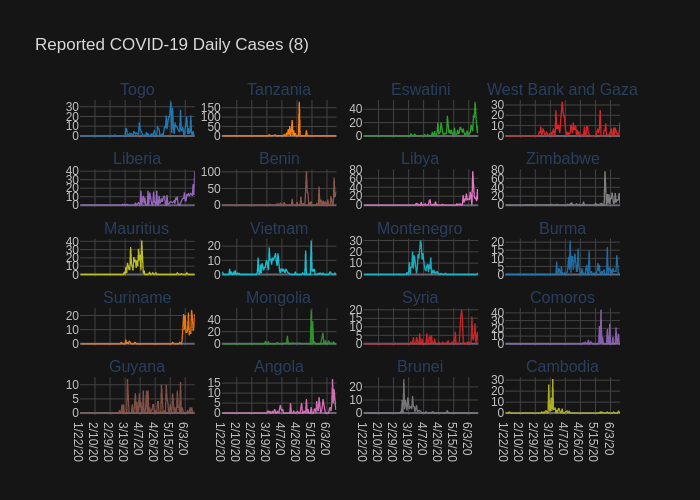 Reported COVID-19 Daily Cases (8)
Togo Tanzania Eswatini West Bank and Gaza
30 20 10 0
150 100 50 0
40 20 0
30 20 10 0
Liberia Benin Libya Zimbabwe
40 30 20 10 0
100 50 0
80 60 40 20 0
80 60 40 20 0
Mauritius Vietnam Montenegro Burma
40 30 20 10 0
20 10 0
30 20 10 0
20 15 10 5 0
Suriname Mongolia Syria Comoros
20 10 0
40 20 0
20 15 10 5 0
40 30 20 10 0
Guyana Angola Brunei Cambodia
10 5 0
15 10 5 0
20 10 0
30 20 10 0
1/22/20 2/10/20 2/29/20 3/19/20 4/7/20 4/26/20 5/15/20 6/3/20
1/22/20 2/10/20 2/29/20 3/19/20 4/7/20 4/26/20 5/15/20 6/3/20
1/22/20 2/10/20 2/29/20 3/19/20 4/7/20 4/26/20 5/15/20 6/3/20
1/22/20 2/10/20 2/29/20 3/19/20 4/7/20 4/26/20 5/15/20 6/3/20